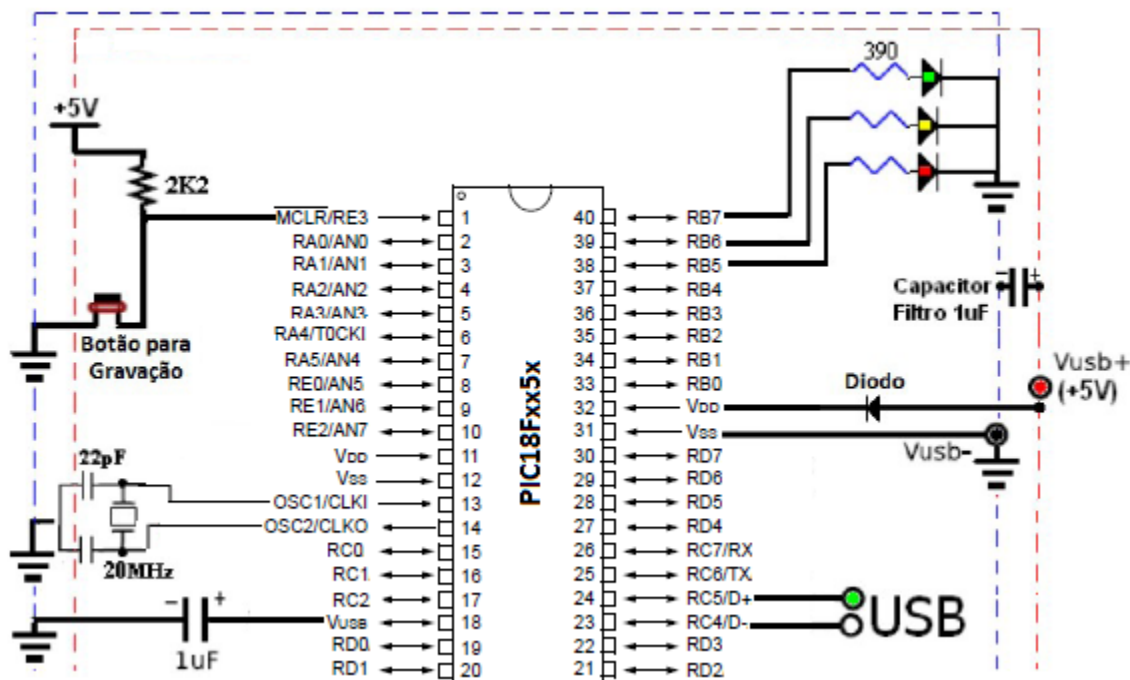 390
+5V
2K2
MCLR/RE3 1 40 RB7
RA0/AN0 2 39 RB6
RA1/AN1 3 38 RB5
RA2/AN2 4 37 RB4
RA3/AN3 5 36 RB3
RA4/T0CKI 6 35 RB2
RA5/AN4 7 34 RB1
RE0/AN5 8 33 RB0
RE1/AN6 9 32 VDD
RE2/AN7 10 31 VSS
VDD 11 30 RD7
VSS 12 29 RD6
OSC1/CLKI 13 28 RD5
OSC2/CLKO 14 27 RD4
RC0 15 26 RC7/RX
RC1 16 25 RC6/TX
RC2 17 24 RC5/D+
VUSB 18 23 RC4/D-
RD0 19 22 RD3
RD1 20 21 RD2
PIC18Fxx5x
Botão para
Gravação
22pF
20MHz
- +
1uF
- +
Capacitor
Filtro 1uF
Diodo
Vusb+
(+5V)
Vusb-
USB